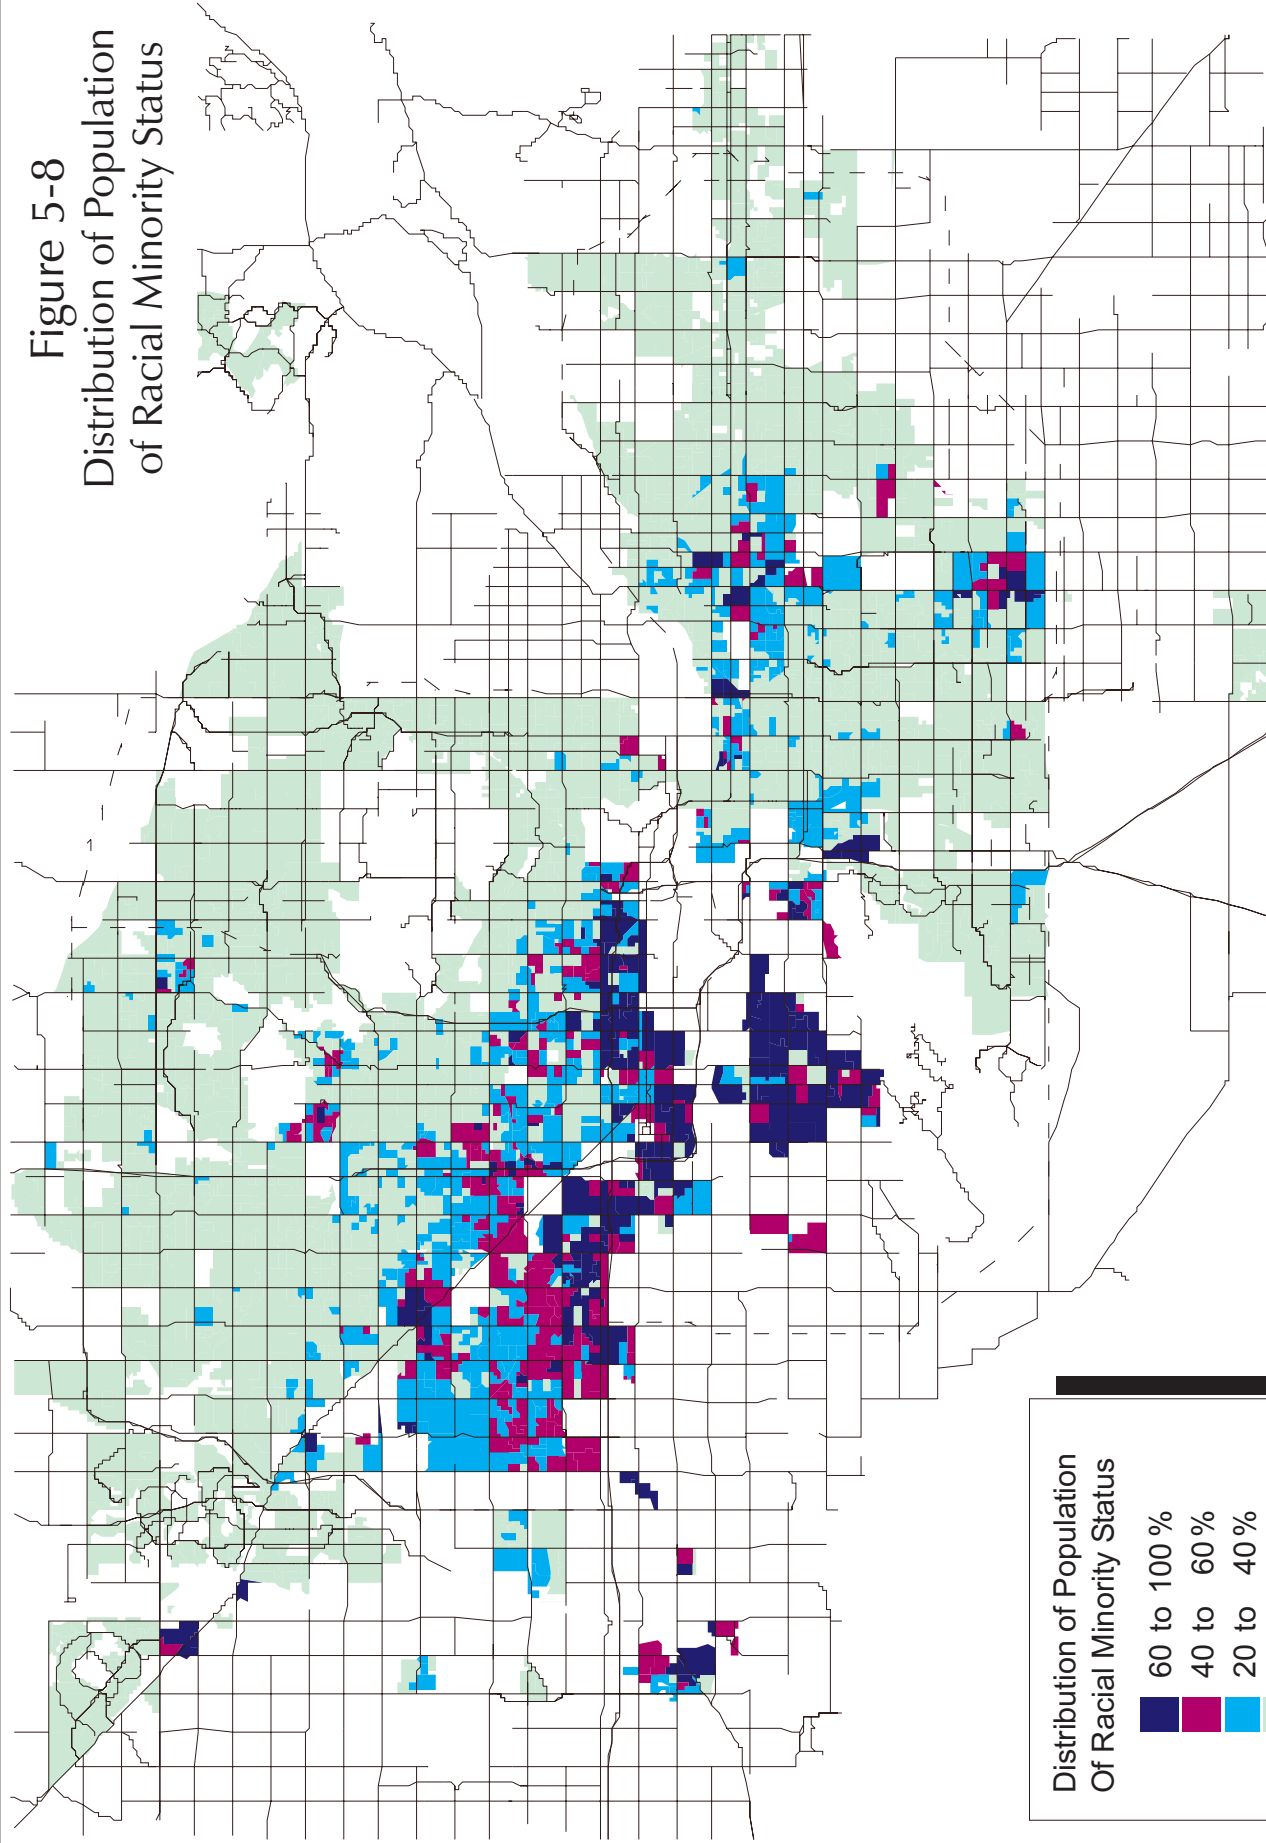 Figure 5-8
Distribution of Population
of Racial Minority Status
Distribution of Population
Of Racial Minority Status
60 to 100 %
40 to 60 %
20 to 40 %